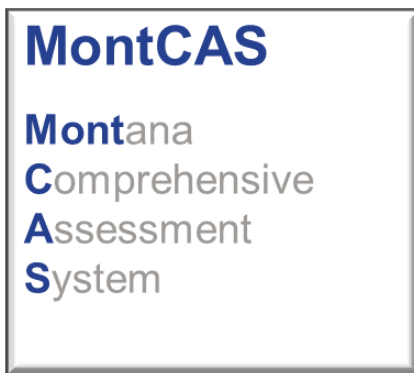 MontCAS
Montana
Comprehensive
Assessment
System